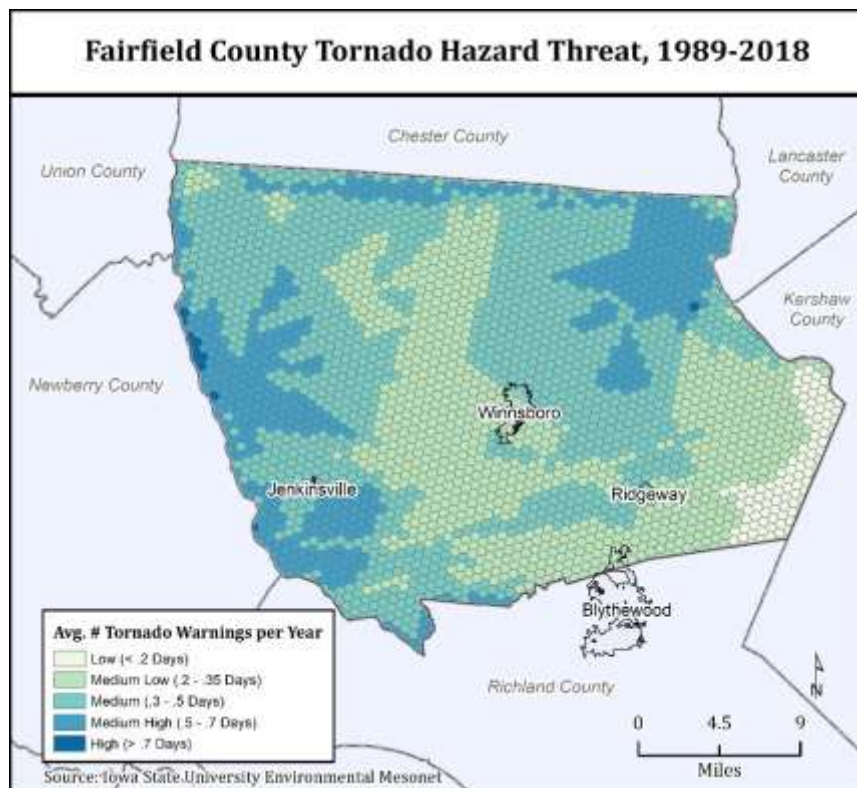 Fairfield County Tornado Hazard Threat, 1989-2018
Chester County
Union County
Lancaster
County
Kershaw
County
Newberry County
Winnsboro
Jenkinsville
Ridgeway
Blythewood
Richland County
Avg. # Tornado Warnings per Year
Low (< .2 Days)
Medium Low (.2 - .35 Days)
Medium (.3 - .5 Days)
Medium High (.5 - .7 Days)
High (> .7 Days)
N
0 4.5 9
Miles
Source: Iowa State University Environmental Mesonet